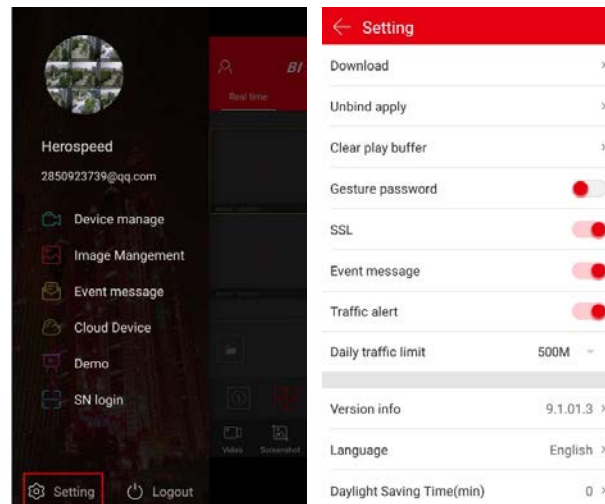 Herospeed
2850923739@qq.com
Device manage
Image Mangement
Event message
Cloud Device
Demo
SN login
Setting
Logout
BI
Real time
Video
Screenshot
Setting
Download
Unbind apply
Clear play buffer
Gesture password
SSL
Event message
Traffic alert
Daily traffic limit 500M
Version info 9.1.01.3
Language English
Daylight Saving Time(min) 0